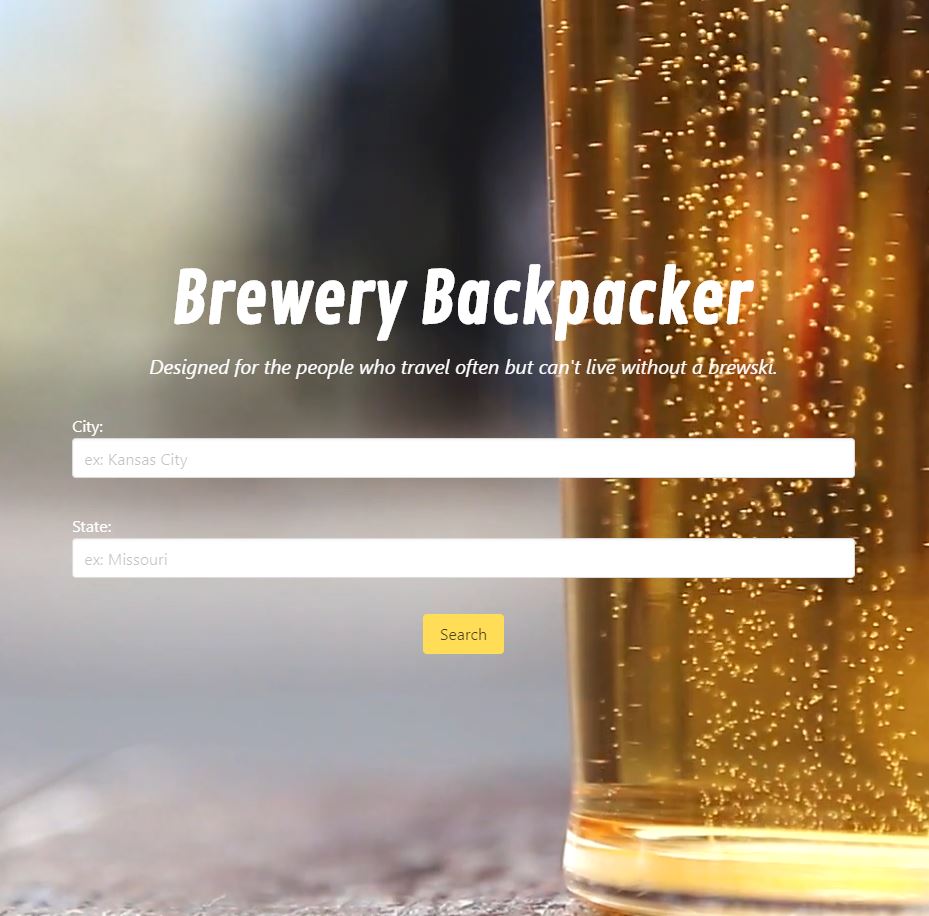 Brewery Backpacker
Designed for the people who travel often but can't live without a brewski.
City:
ex: Kansas City
State:
ex: Missouri
Search